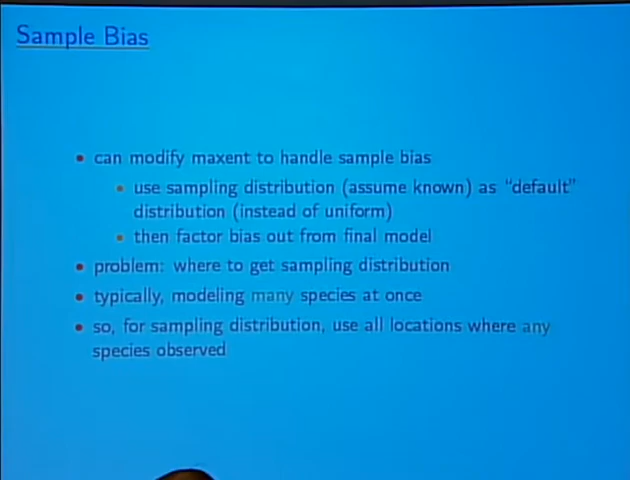 Sample Bias
• can modify maxent to handle sample bias
• use sampling distribution (assume known) as “default”
distribution (instead of uniform)
• then factor bias out from final model
• problem: where to get sampling distribution
• typically, modeling many species at once
• so, for sampling distribution, use all locations where any
species observed